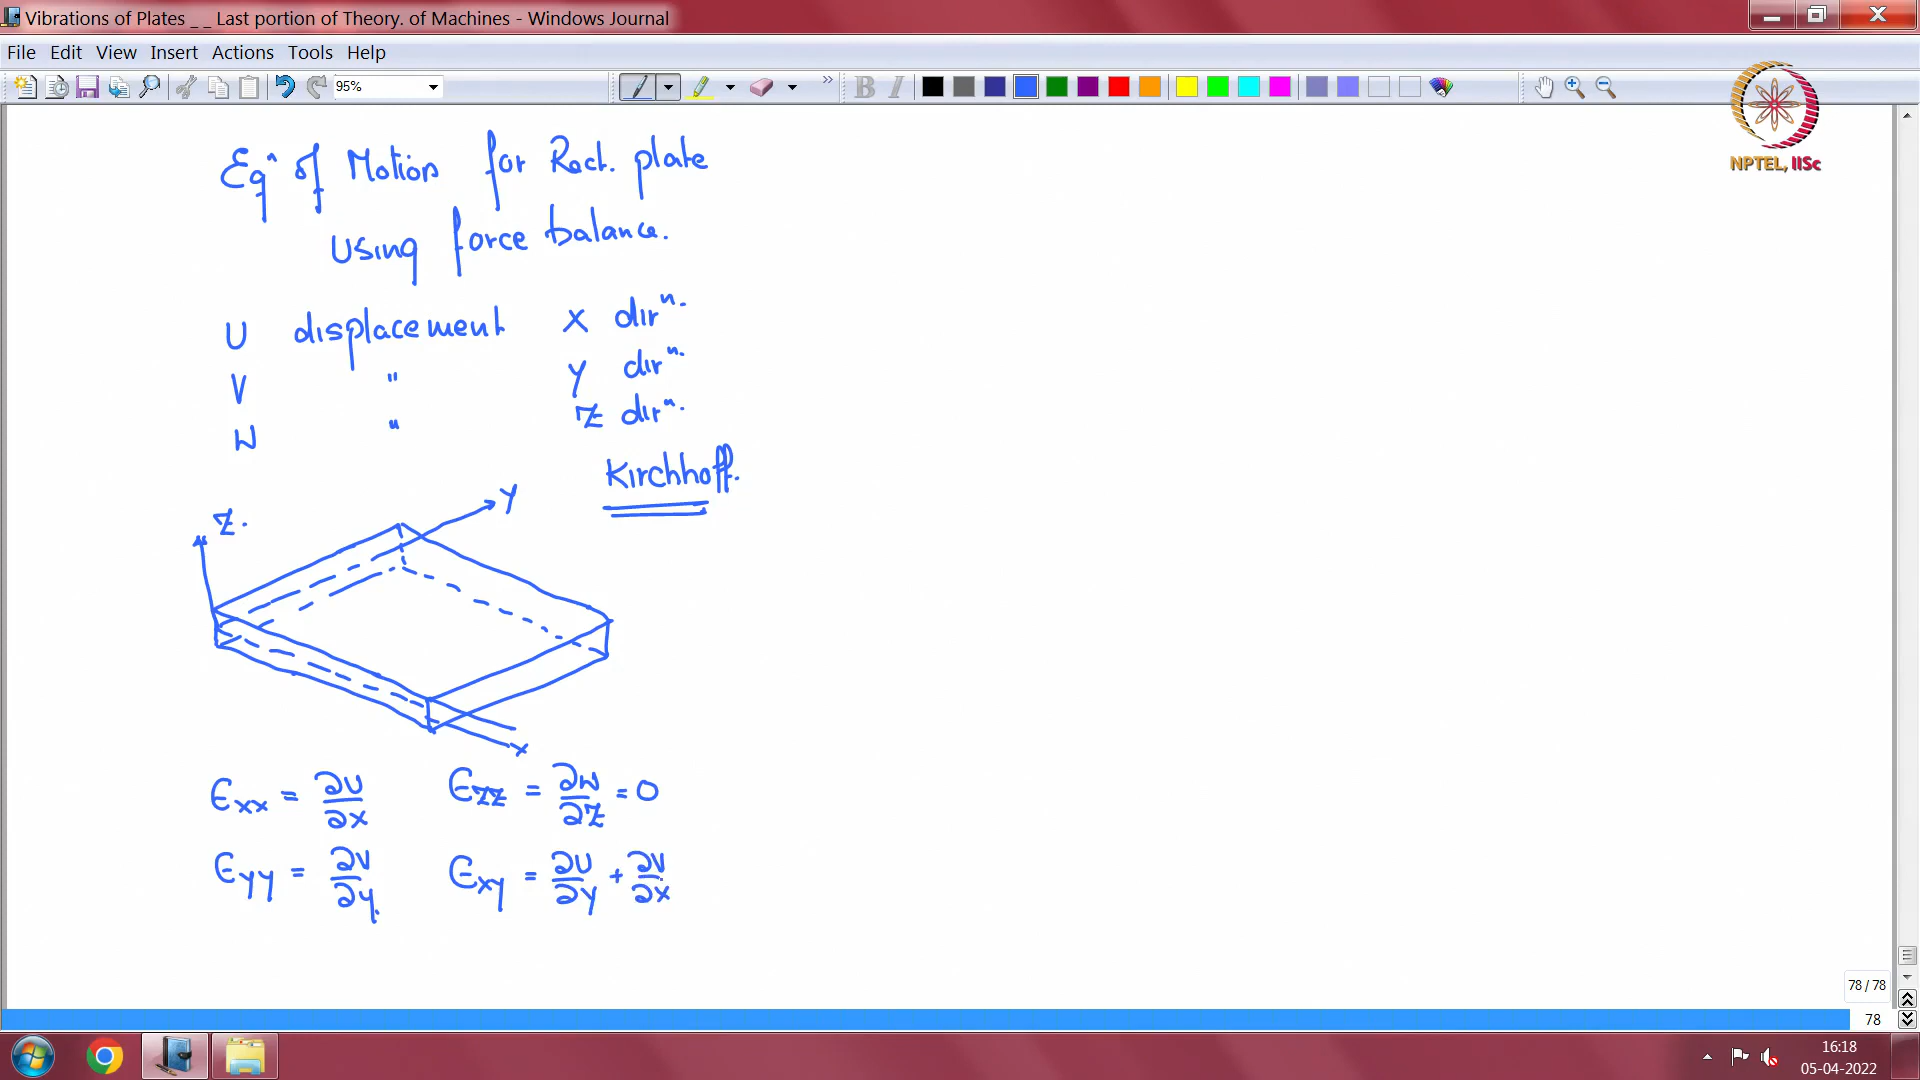 Vibrations of Plates _ _ Last portion of Theory. of Machines - Windows Journal
File Edit View Insert Actions Tools Help
95%
B I
NPTEL, IISc
Eqⁿ of Motion for Rect. plate
Using force balance.
U displacement X dirⁿ.
V " Y dirⁿ.
W " Z dirⁿ.
Kirchhoff.
Z.
Y
x
ϵxx = ∂U/∂x ϵzz = ∂W/∂z = 0
ϵyy = ∂V/∂y. ϵxy = ∂U/∂y + ∂V/∂x
78 / 78
78
16:18
05-04-2022